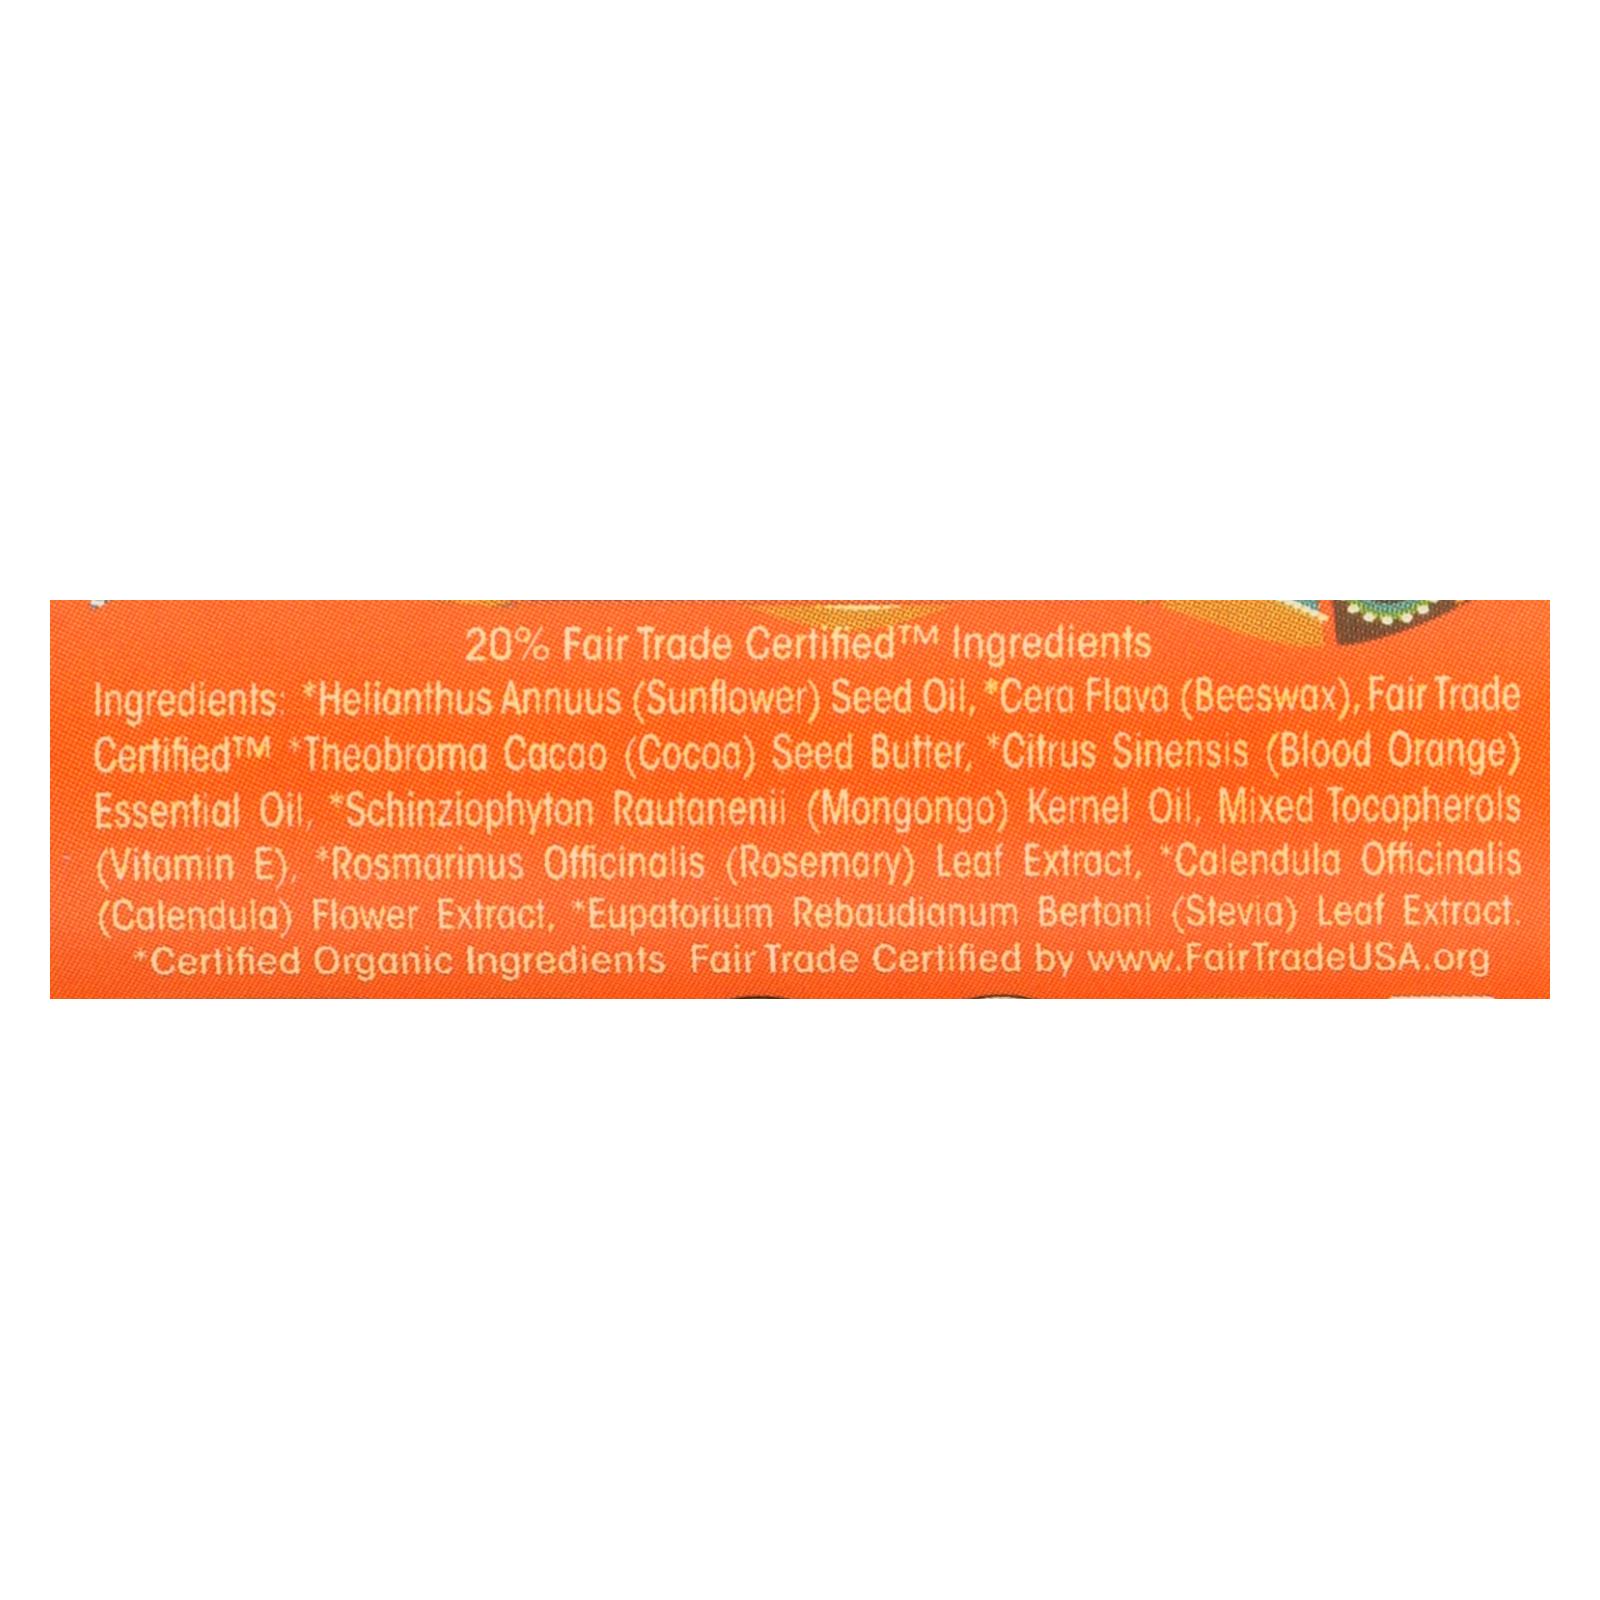 20% Fair Trade Certified™ Ingredients
Ingredients: *Helianthus Annuus (Sunflower) Seed Oil, *Cera Flava (Beeswax), Fair Trade
Certified™ *Theobroma Cacao (Cocoa) Seed Butter, *Citrus Sinensis (Blood Orange)
Essential Oil, *Schinziophyton Rautanenii (Mongongo) Kernel Oil, Mixed Tocopherols
(Vitamin E), *Rosmarinus Officinalis (Rosemary) Leaf Extract, *Calendula Officinalis
(Calendula) Flower Extract, *Eupatorium Rebaudianum Bertoni (Stevia) Leaf Extract.
*Certified Organic Ingredients Fair Trade Certified by www.FairTradeUSA.org